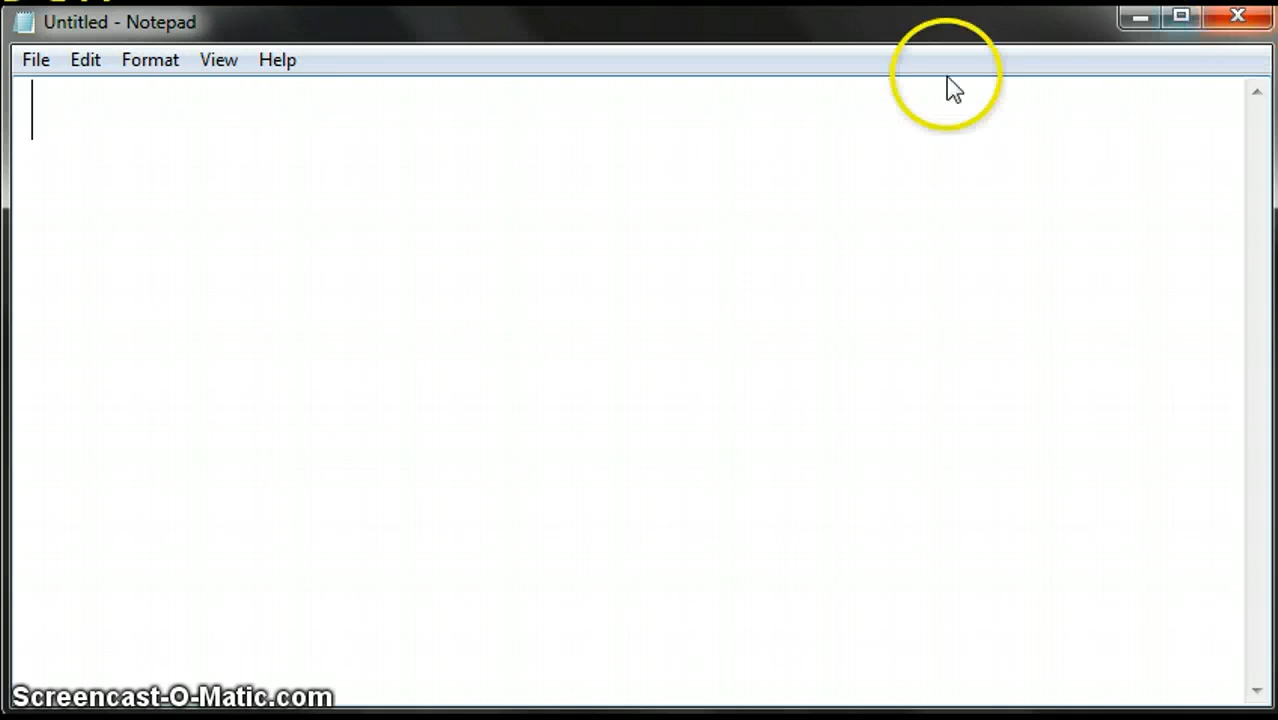 Untitled - Notepad
File Edit Format View Help
Screencast-O-Matic.com